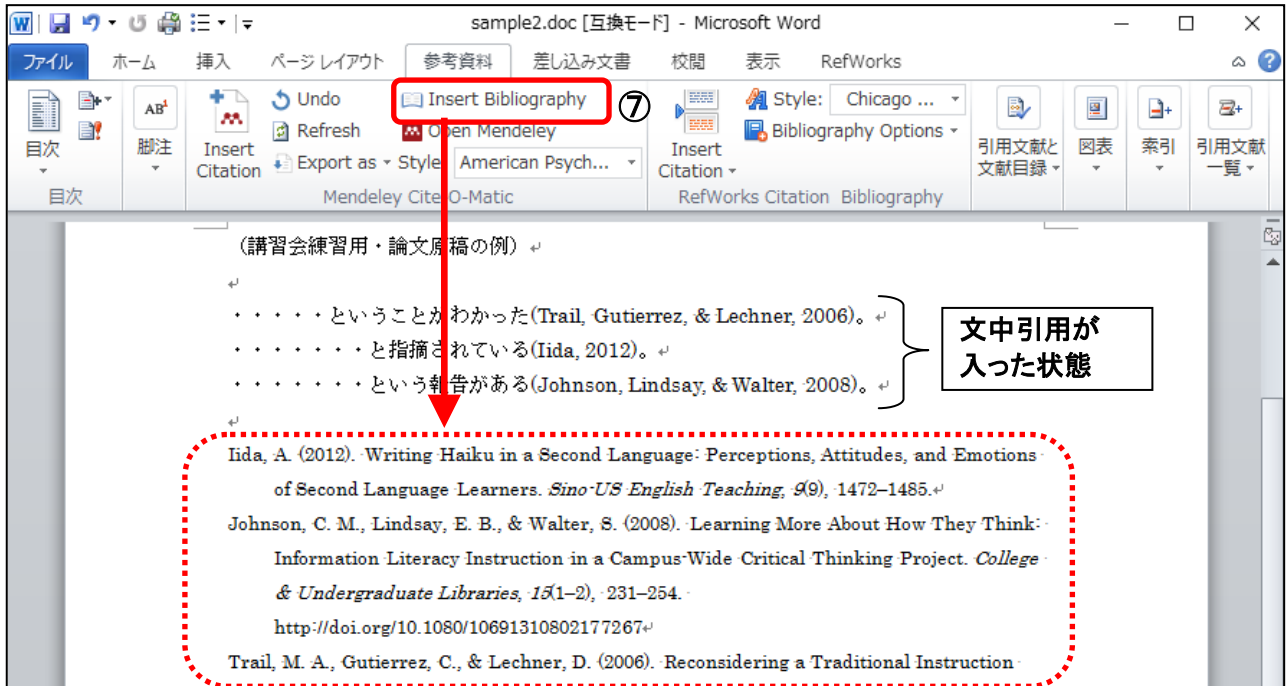 sample2.doc [互換モード] - Microsoft Word
ファイル ホーム 挿入 ページ レイアウト 参考資料 差し込み文書 校閲 表示 RefWorks
Undo Insert Bibliography ⑦ Style: Chicago ...
AB¹
Refresh Open Mendeley Bibliography Options
目次 脚注 Insert Citation Export as Style American Psych... Insert Citation 引用文献と文献目録 図表 索引 引用文献一覧
目次 Mendeley Cite-O-Matic RefWorks Citation Bibliography
(講習会練習用・論文原稿の例)
・・・・・ということがわかった(Trail, Gutierrez, & Lechner, 2006)。
・・・・・・・と指摘されている(Iida, 2012)。
・・・・・・・という報告がある(Johnson, Lindsay, & Walter, 2008)。
文中引用が
入った状態
Iida, A. (2012). Writing Haiku in a Second Language: Perceptions, Attitudes, and Emotions
of Second Language Learners. Sino-US English Teaching, 9(9), 1472–1485.
Johnson, C. M., Lindsay, E. B., & Walter, S. (2008). Learning More About How They Think:
Information Literacy Instruction in a Campus-Wide Critical Thinking Project. College
& Undergraduate Libraries, 15(1–2), 231–254.
http://doi.org/10.1080/10691310802177267
Trail, M. A., Gutierrez, C., & Lechner, D. (2006). Reconsidering a Traditional Instruction